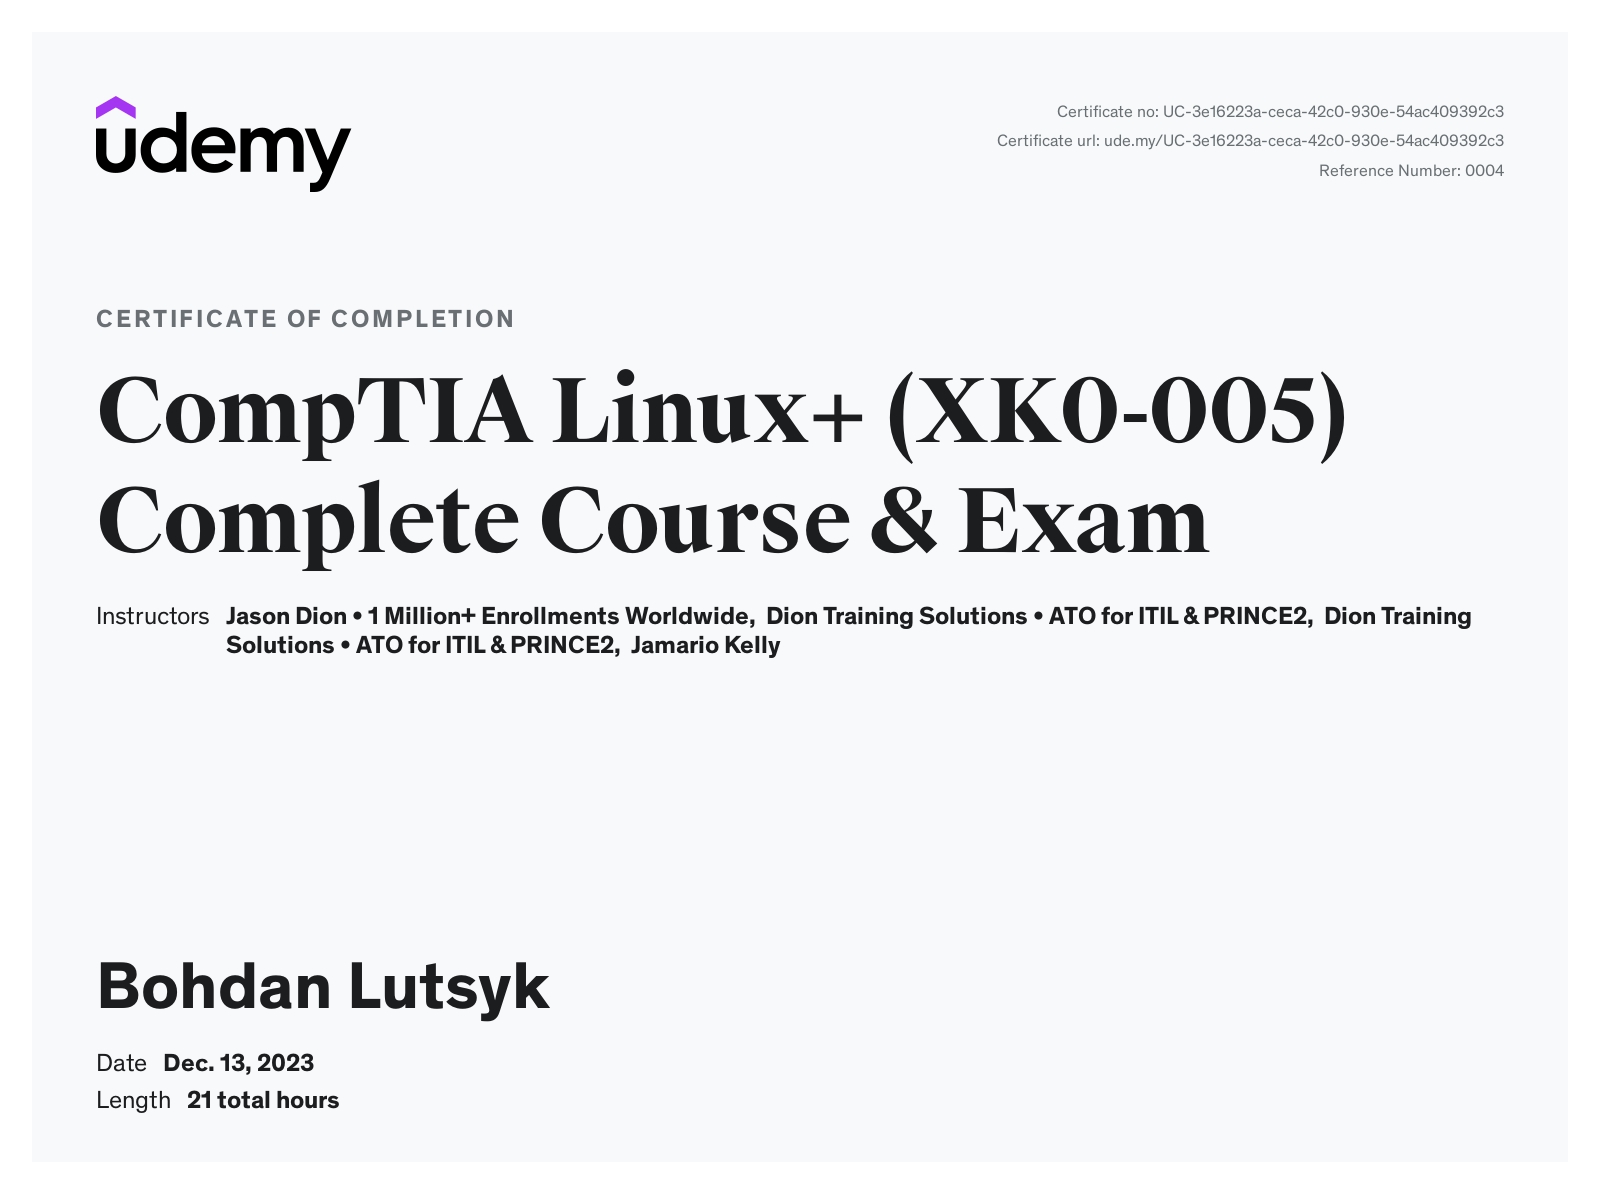 udemy
Certificate no: UC-3e16223a-ceca-42c0-930e-54ac409392c3
Certificate url: ude.my/UC-3e16223a-ceca-42c0-930e-54ac409392c3
Reference Number: 0004
CERTIFICATE OF COMPLETION
CompTIA Linux+ (XK0-005)
Complete Course & Exam
Instructors Jason Dion • 1 Million+ Enrollments Worldwide, Dion Training Solutions • ATO for ITIL & PRINCE2, Dion Training
Solutions • ATO for ITIL & PRINCE2, Jamario Kelly
Bohdan Lutsyk
Date Dec. 13, 2023
Length 21 total hours